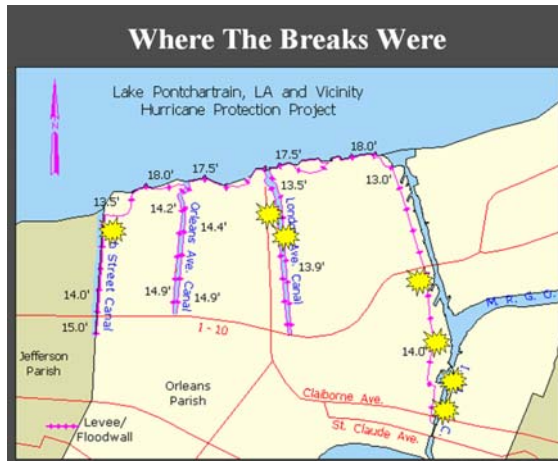 Where The Breaks Were
Lake Pontchartrain, LA and Vicinity
Hurricane Protection Project
N
17.5'
18.0'
18.0'
17.5'
13.5'
14.2'
14.4'
13.5'
13.0'
Orleans Ave. Canal
London Ave. Canal
Street Canal
13.9'
14.0'
14.9'
14.9'
M.R.G.O.
15.0'
I-10
14.0'
Jefferson
Parish
Orleans
Parish
Claiborne Ave.
St. Claude Ave.
Levee/
Floodwall
C.